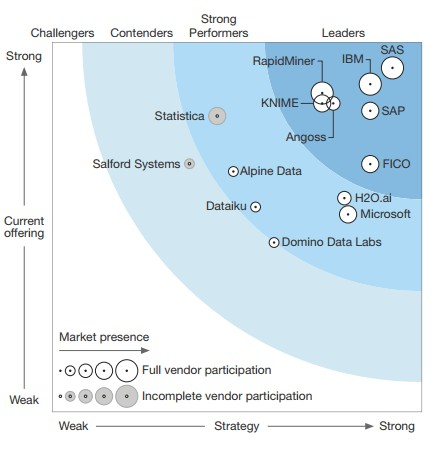 Challengers Contenders Strong Performers Leaders
Strong
SAS
IBM
RapidMiner
KNIME
SAP
Statistica
Angoss
Salford Systems
FICO
Alpine Data
H2O.ai
Dataiku
Microsoft
Current offering
Domino Data Labs
Market presence
Full vendor participation
Incomplete vendor participation
Weak
Weak Strategy Strong